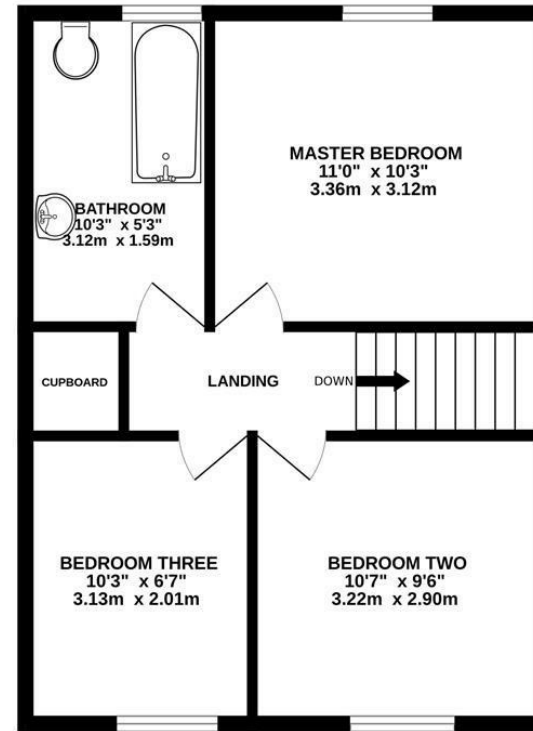 MASTER BEDROOM
11'0" x 10'3"
3.36m x 3.12m
BATHROOM
10'3" x 5'3"
3.12m x 1.59m
CUPBOARD
LANDING
DOWN
BEDROOM THREE
10'3" x 6'7"
3.13m x 2.01m
BEDROOM TWO
10'7" x 9'6"
3.22m x 2.90m